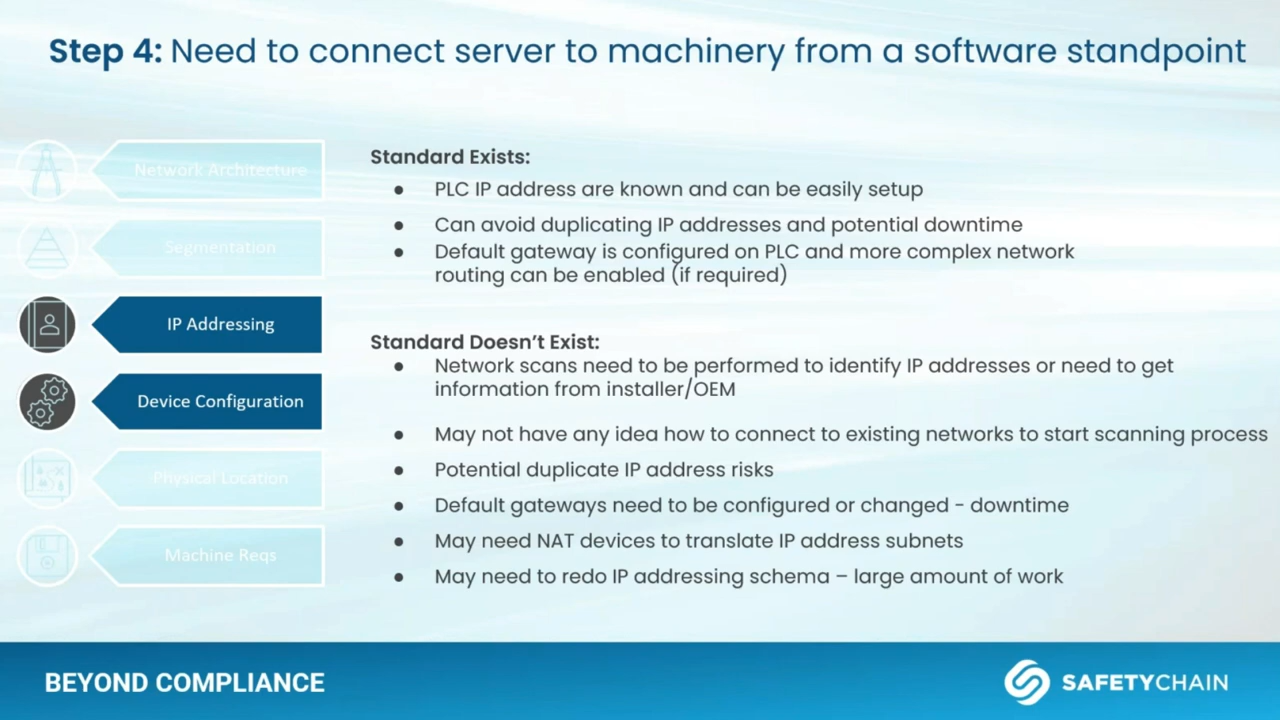 Step 4: Need to connect server to machinery from a software standpoint
Network Architecture
Segmentation
IP Addressing
Device Configuration
Physical Location
Machine Reqs
Standard Exists:
● PLC IP address are known and can be easily setup
● Can avoid duplicating IP addresses and potential downtime
● Default gateway is configured on PLC and more complex network
routing can be enabled (if required)
Standard Doesn’t Exist:
● Network scans need to be performed to identify IP addresses or need to get
information from installer/OEM
● May not have any idea how to connect to existing networks to start scanning process
● Potential duplicate IP address risks
● Default gateways need to be configured or changed - downtime
● May need NAT devices to translate IP address subnets
● May need to redo IP addressing schema – large amount of work
BEYOND COMPLIANCE
SAFETYCHAIN